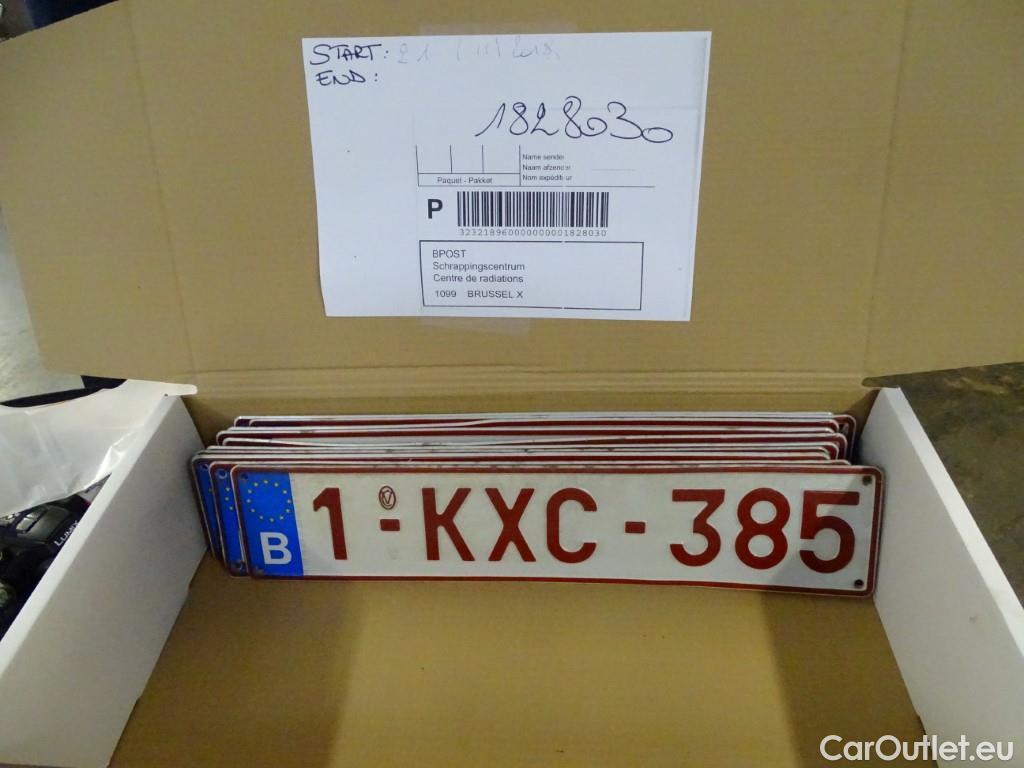 START: 21 / 11 / 2018
END:
1828030
Name sender
Naam afzender
Nom expéditeur
Paquet - Pakket
P
323218960000000001828030
BPOST
Schrappingscentrum
Centre de radiations
1099 BRUSSEL X
B 1-KXC-385
LUMIX
CarOutlet.eu